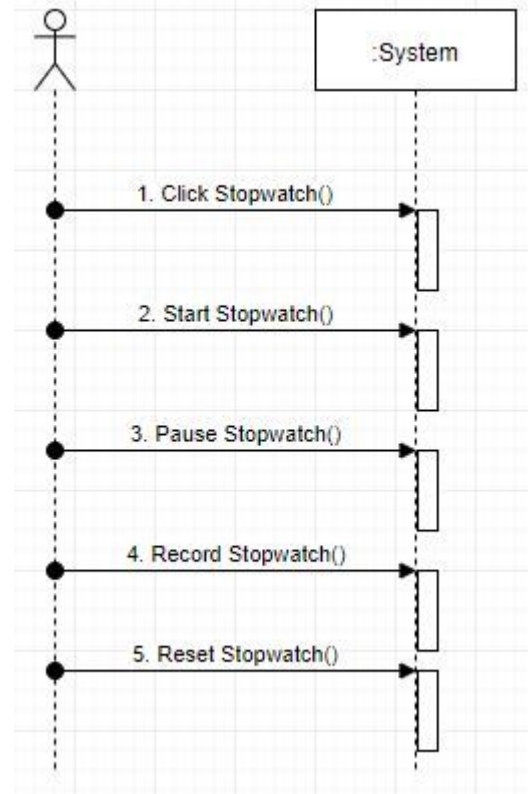 :System
1. Click Stopwatch()
2. Start Stopwatch()
3. Pause Stopwatch()
4. Record Stopwatch()
5. Reset Stopwatch()